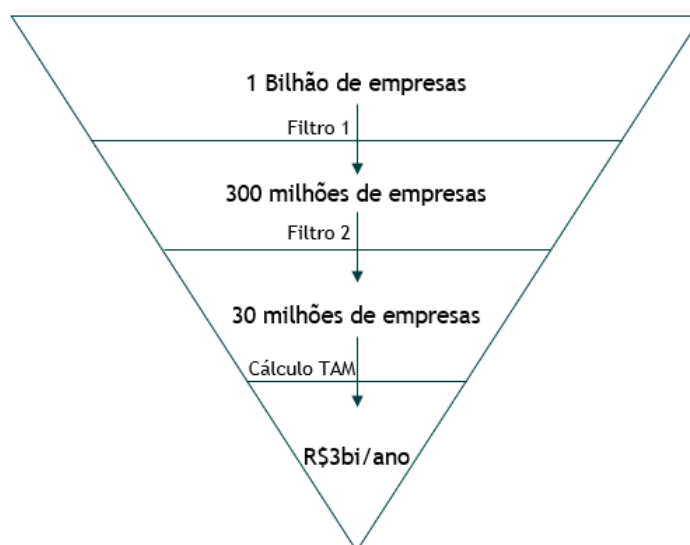 1 Bilhão de empresas
Filtro 1
300 milhões de empresas
Filtro 2
30 milhões de empresas
Cálculo TAM
R$3bi/ano